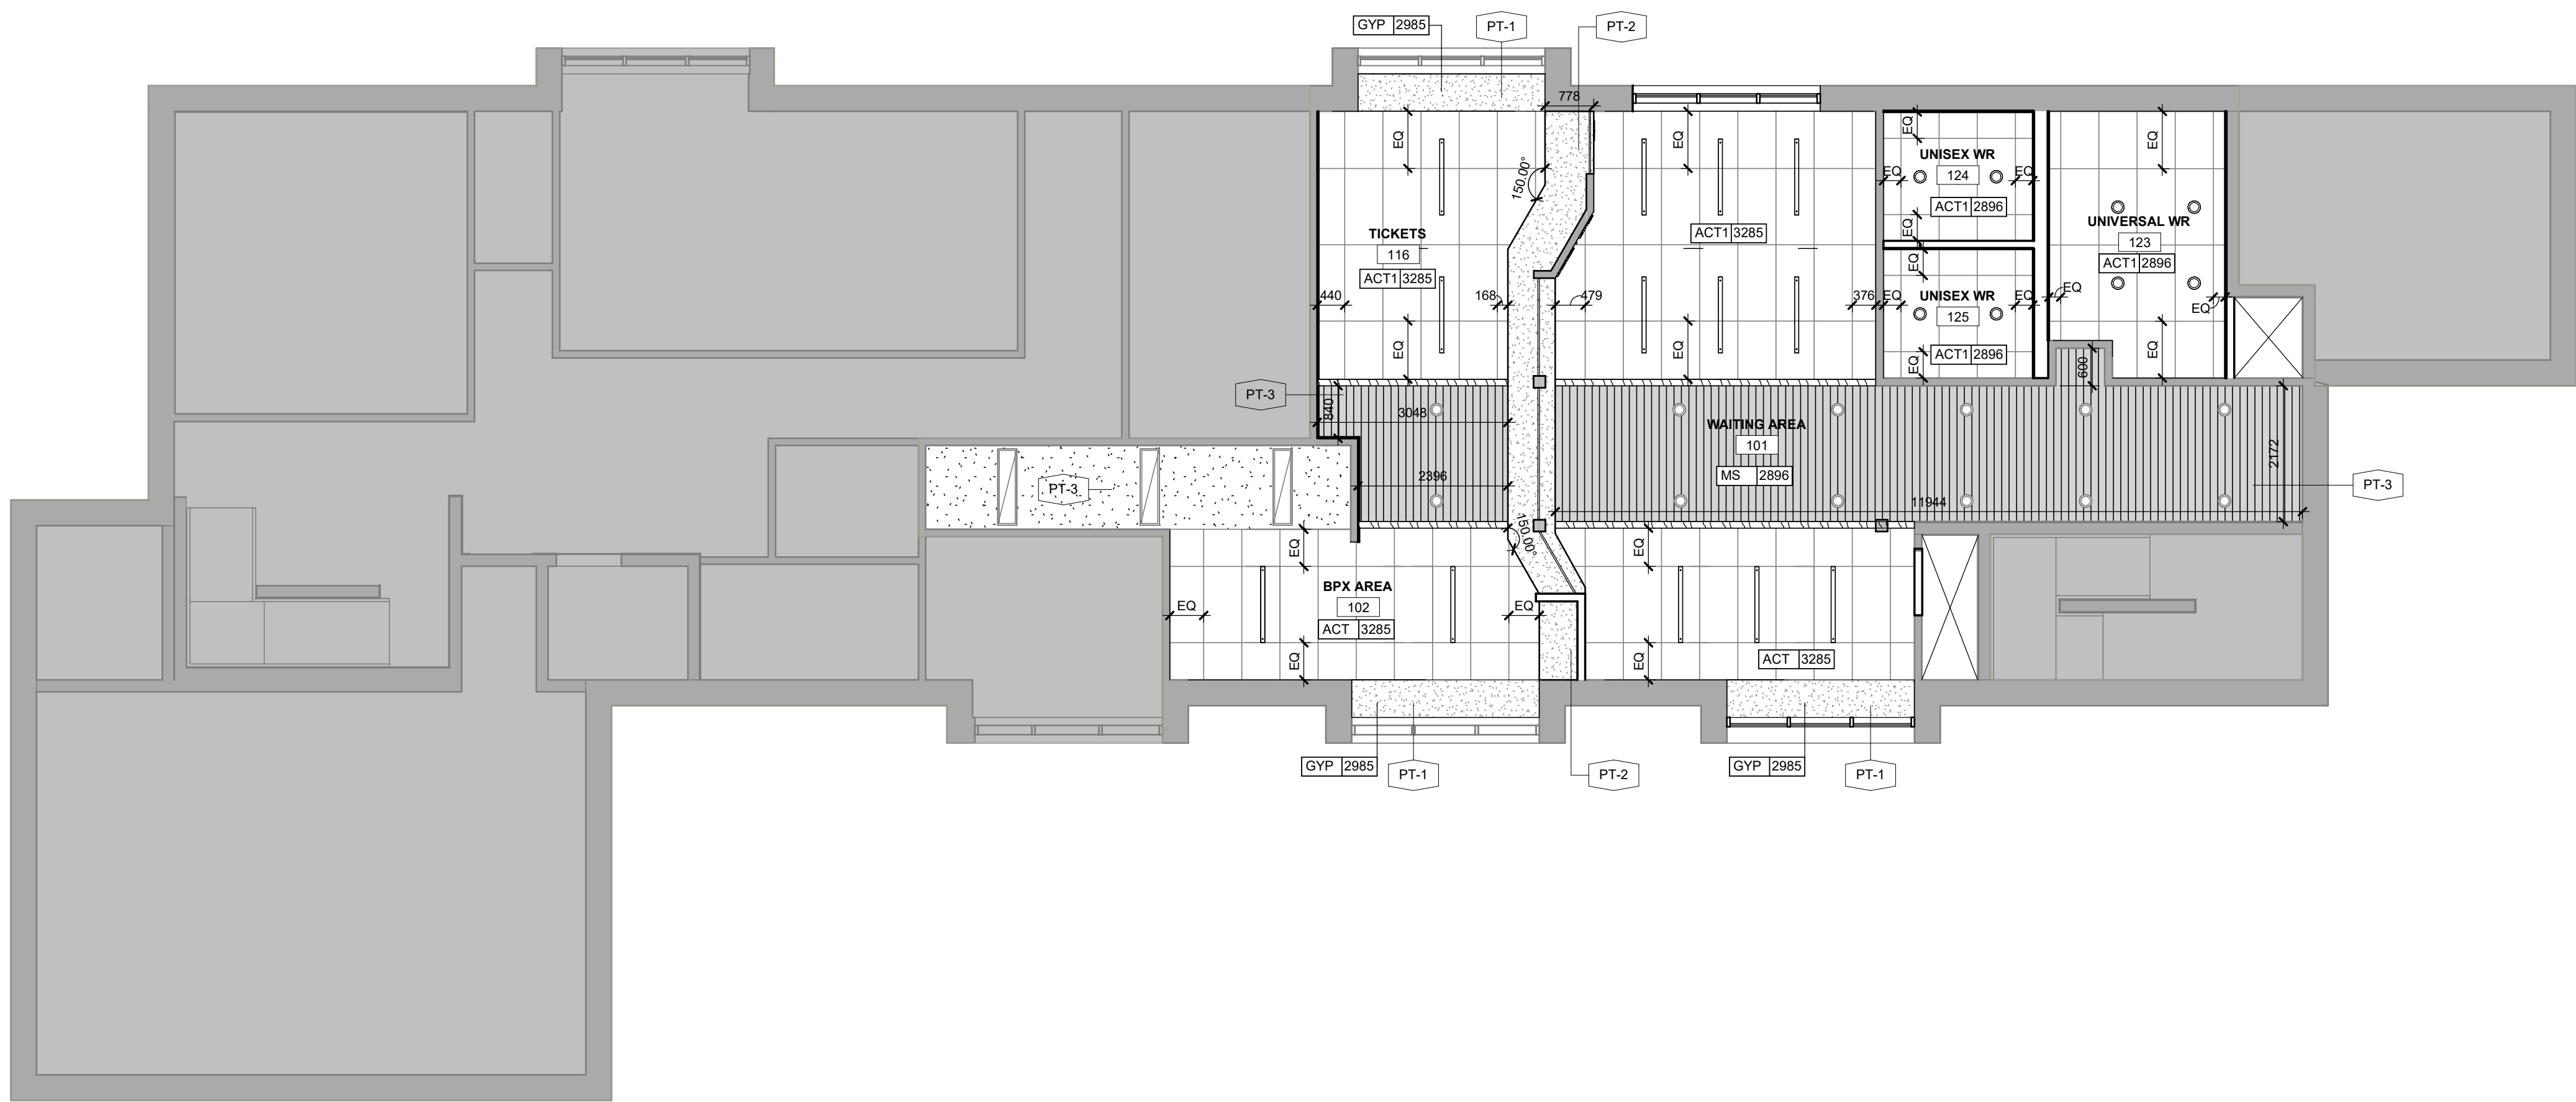 GYP 2985
PT-1
PT-2
778
EQ
EQ
EQ
EQ
150.00°
UNISEX WR
124
EQ
EQ
ACT1 2896
EQ
UNIVERSAL WR
123
ACT1 2896
TICKETS
116
ACT1 3285
ACT1 3285
EQ
440
168
479
376
EQ
UNISEX WR
125
EQ
EQ
EQ
ACT1 2896
EQ
EQ
EQ
EQ
EQ
600
PT-3
840
3048
WAITING AREA
101
MS 2896
2172
PT-3
PT-3
2396
11944
150.00°
EQ
EQ
BPX AREA
102
ACT 3285
EQ
EQ
EQ
EQ
ACT 3285
GYP 2985
PT-1
PT-2
GYP 2985
PT-1